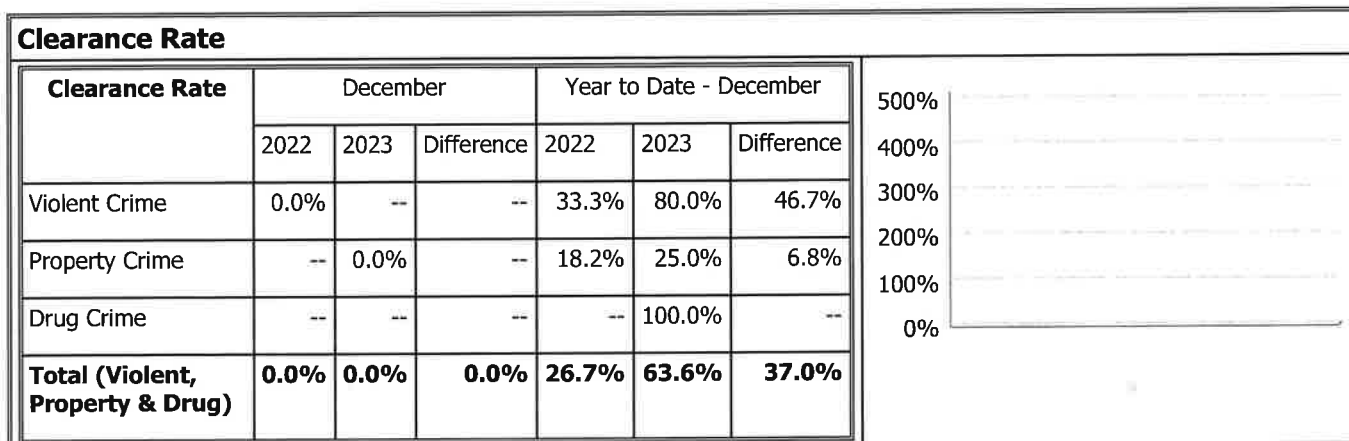 Clearance Rate
Clearance Rate December Year to Date - December
2022 2023 Difference 2022 2023 Difference
Violent Crime 0.0% -- -- 33.3% 80.0% 46.7%
Property Crime -- 0.0% -- 18.2% 25.0% 6.8%
Drug Crime -- -- -- -- 100.0% --
Total (Violent,
Property & Drug) 0.0% 0.0% 0.0% 26.7% 63.6% 37.0%
500%
400%
300%
200%
100%
0%